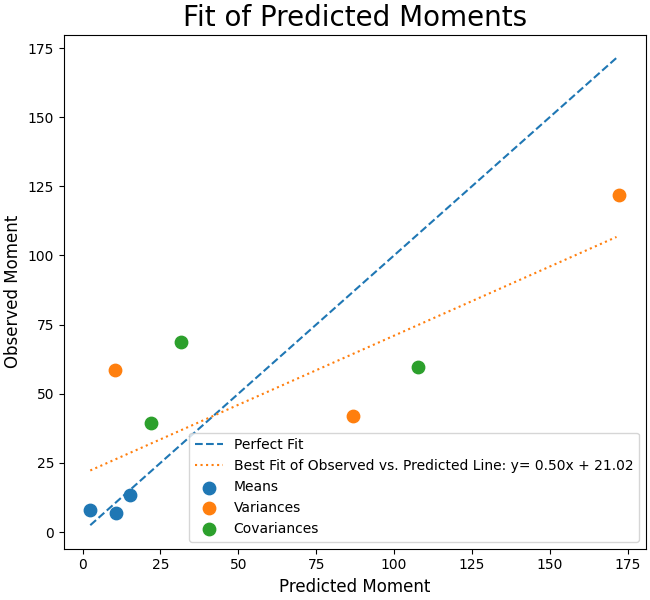 Fit of Predicted Moments
175
150
125
100
75
50
25
0
Observed Moment
Perfect Fit
Best Fit of Observed vs. Predicted Line: y= 0.50x + 21.02
Means
Variances
Covariances
0 25 50 75 100 125 150 175
Predicted Moment